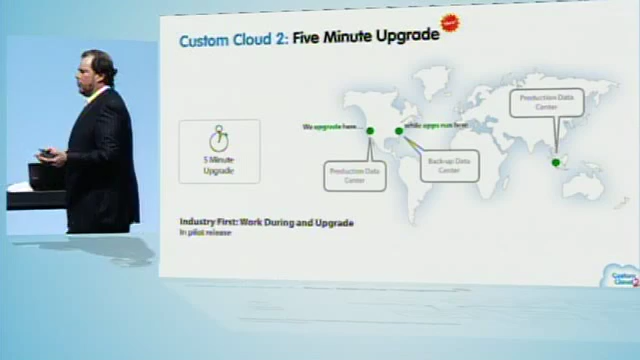 Custom Cloud 2: Five Minute Upgrade
New!
Production Data
Center
We upgrade here...
while apps run here
5 Minute
Upgrade
Back-up Data
Center
Production Data
Center
Industry First: Work During and Upgrade
In pilot release
Custom
Cloud 2